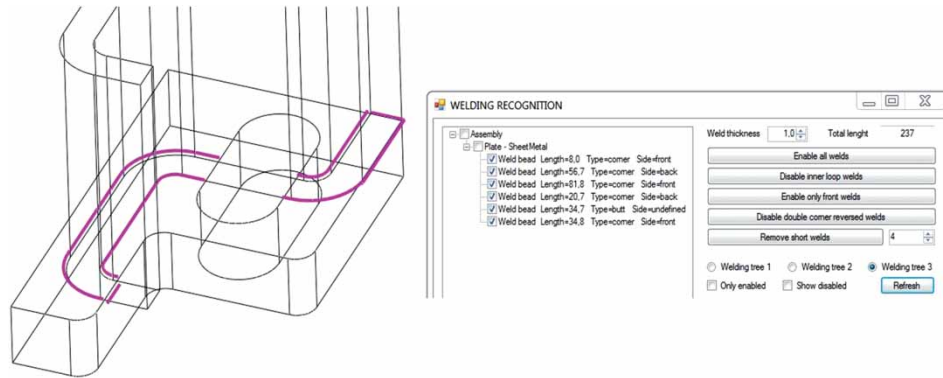 WELDING RECOGNITION
Assembly
Plate - SheetMetal
Weld bead Length=8,0 Type=corner Side=front
Weld bead Length=56,7 Type=corner Side=back
Weld bead Length=81,8 Type=corner Side=front
Weld bead Length=20,7 Type=corner Side=back
Weld bead Length=34,7 Type=butt Side=undefined
Weld bead Length=34,8 Type=corner Side=front
Weld thickness 1.0 Total lenght 237
Enable all welds
Disable inner loop welds
Enable only front welds
Disable double corner reversed welds
Remove short welds 4
Welding tree 1 Welding tree 2 Welding tree 3
Only enabled Show disabled Refresh